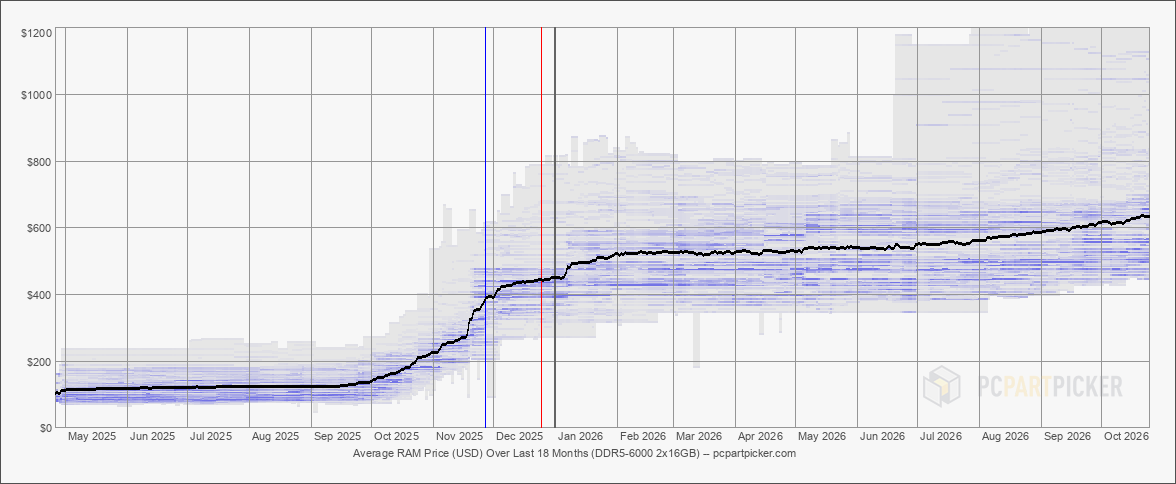 $1200
$1000
$800
$600
$400
$200
$0
PCPARTPICKER
May 2025 Jun 2025 Jul 2025 Aug 2025 Sep 2025 Oct 2025 Nov 2025 Dec 2025 Jan 2026 Feb 2026 Mar 2026 Apr 2026 May 2026 Jun 2026 Jul 2026 Aug 2026 Sep 2026 Oct 2026
Average RAM Price (USD) Over Last 18 Months (DDR5-6000 2x16GB) -- pcpartpicker.com